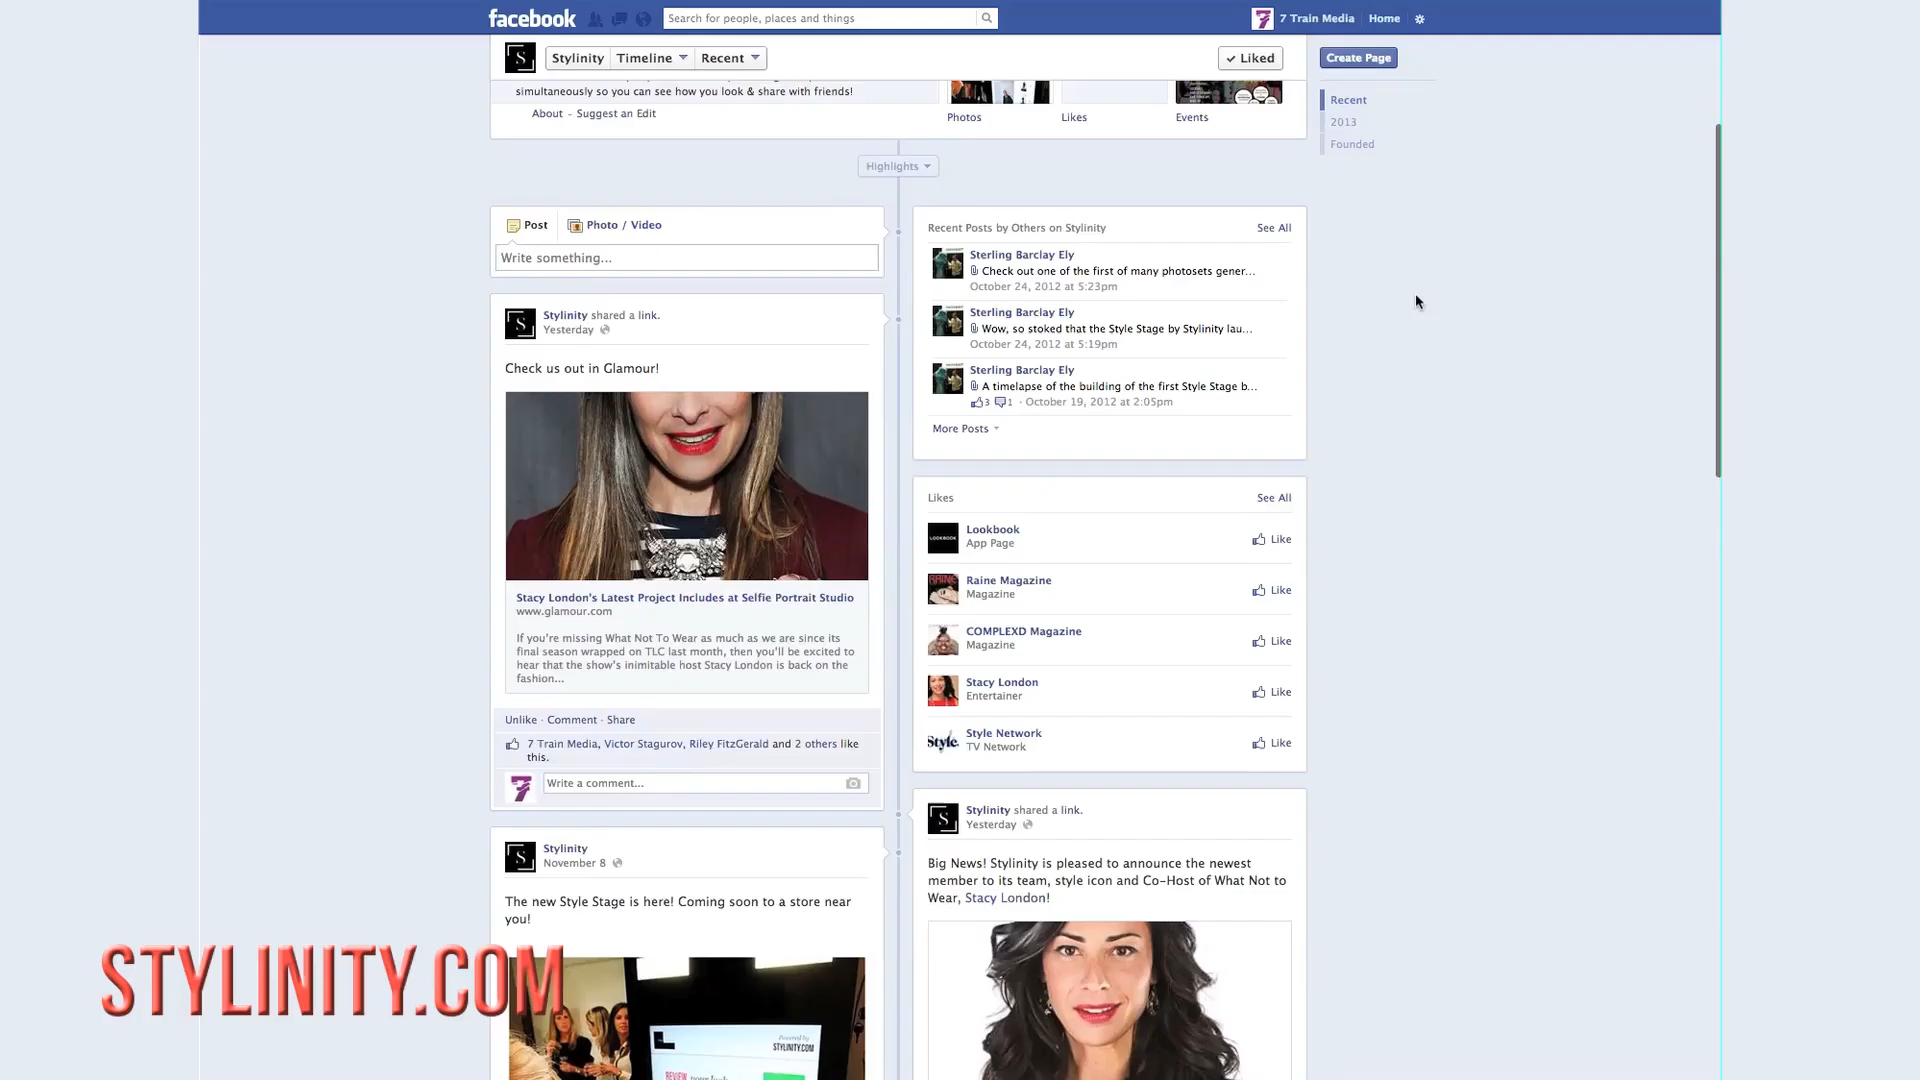 facebook
Search for people, places and things
7 Train Media
Home
Stylinity
Timeline
Recent
Liked
Create Page
simultaneously so you can see how you look & share with friends!
About - Suggest an Edit
Photos
Likes
Events
Recent
2013
Founded
Highlights
Post
Photo / Video
Write something...
Stylinity shared a link.
Yesterday
Check us out in Glamour!
Stacy London's Latest Project Includes at Selfie Portrait Studio
www.glamour.com
If you're missing What Not To Wear as much as we are since its
final season wrapped on TLC last month, then you'll be excited to
hear that the show's inimitable host Stacy London is back on the
fashion...
Unlike · Comment · Share
7 Train Media, Victor Stagurov, Riley FitzGerald and 2 others like
this.
Write a comment...
Stylinity
November 8
The new Style Stage is here! Coming soon to a store near
you!
Powered by
STYLINITY.COM
REVIEW your look
Recent Posts by Others on Stylinity
See All
Sterling Barclay Ely
Check out one of the first of many photosets gener...
October 24, 2012 at 5:23pm
Sterling Barclay Ely
Wow, so stoked that the Style Stage by Stylinity lau...
October 24, 2012 at 5:19pm
Sterling Barclay Ely
A timelapse of the building of the first Style Stage b...
3 1 · October 19, 2012 at 2:05pm
More Posts
Likes
See All
LOOKBOOK
Lookbook
App Page
Like
RAINE
Raine Magazine
Magazine
Like
COMPLEXD Magazine
Magazine
Like
Stacy London
Entertainer
Like
Style.
Style Network
TV Network
Like
Stylinity shared a link.
Yesterday
Big News! Stylinity is pleased to announce the newest
member to its team, style icon and Co-Host of What Not to
Wear, Stacy London!
STYLINITY.COM